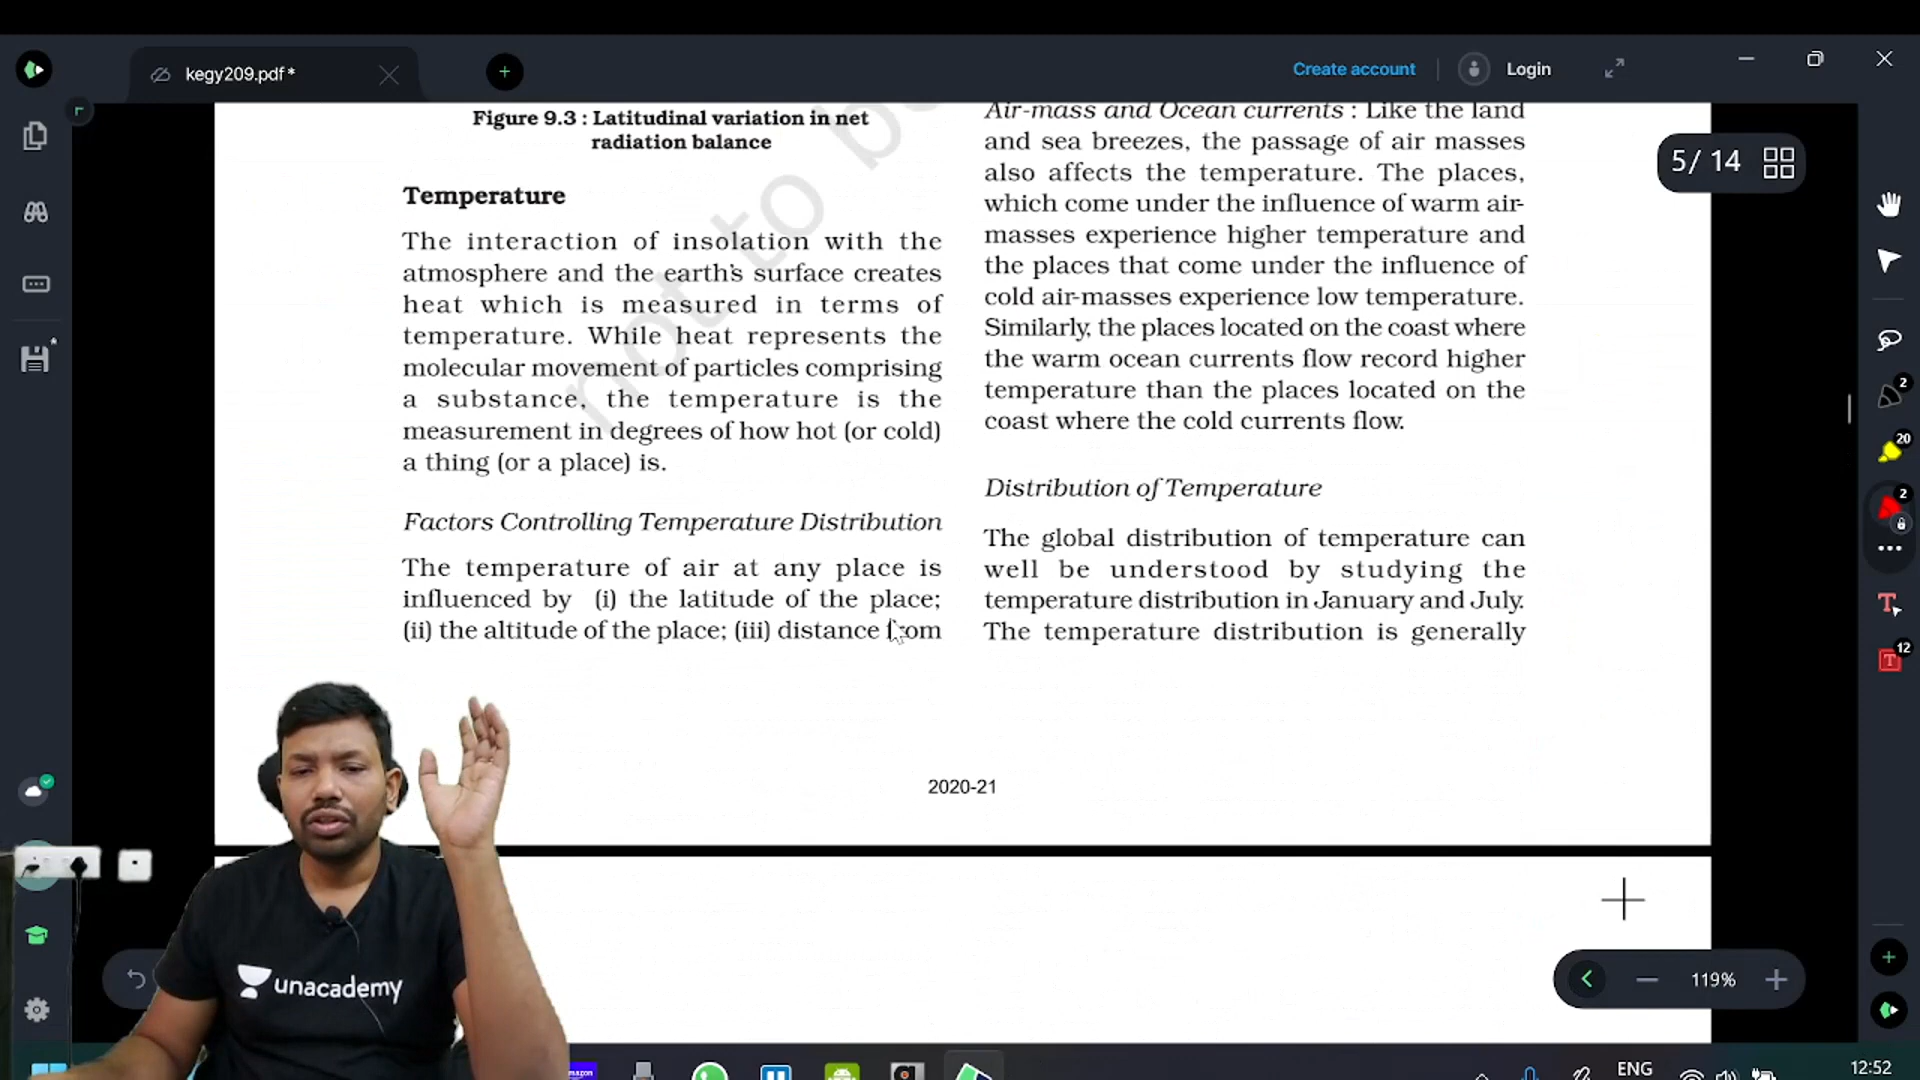 kegy209.pdf *
Create account
Login
5 / 14
Figure 9.3 : Latitudinal variation in net
radiation balance
Temperature
The interaction of insolation with the
atmosphere and the earth's surface creates
heat which is measured in terms of
temperature. While heat represents the
molecular movement of particles comprising
a substance, the temperature is the
measurement in degrees of how hot (or cold)
a thing (or a place) is.
Factors Controlling Temperature Distribution
The temperature of air at any place is
influenced by (i) the latitude of the place;
(ii) the altitude of the place; (iii) distance from
Air-mass and Ocean currents : Like the land
and sea breezes, the passage of air masses
also affects the temperature. The places,
which come under the influence of warm air-
masses experience higher temperature and
the places that come under the influence of
cold air-masses experience low temperature.
Similarly, the places located on the coast where
the warm ocean currents flow record higher
temperature than the places located on the
coast where the cold currents flow.
Distribution of Temperature
The global distribution of temperature can
well be understood by studying the
temperature distribution in January and July.
The temperature distribution is generally
not to b
2020-21
2
20
2
12
unacademy
119%
amazon
ENG
12:52